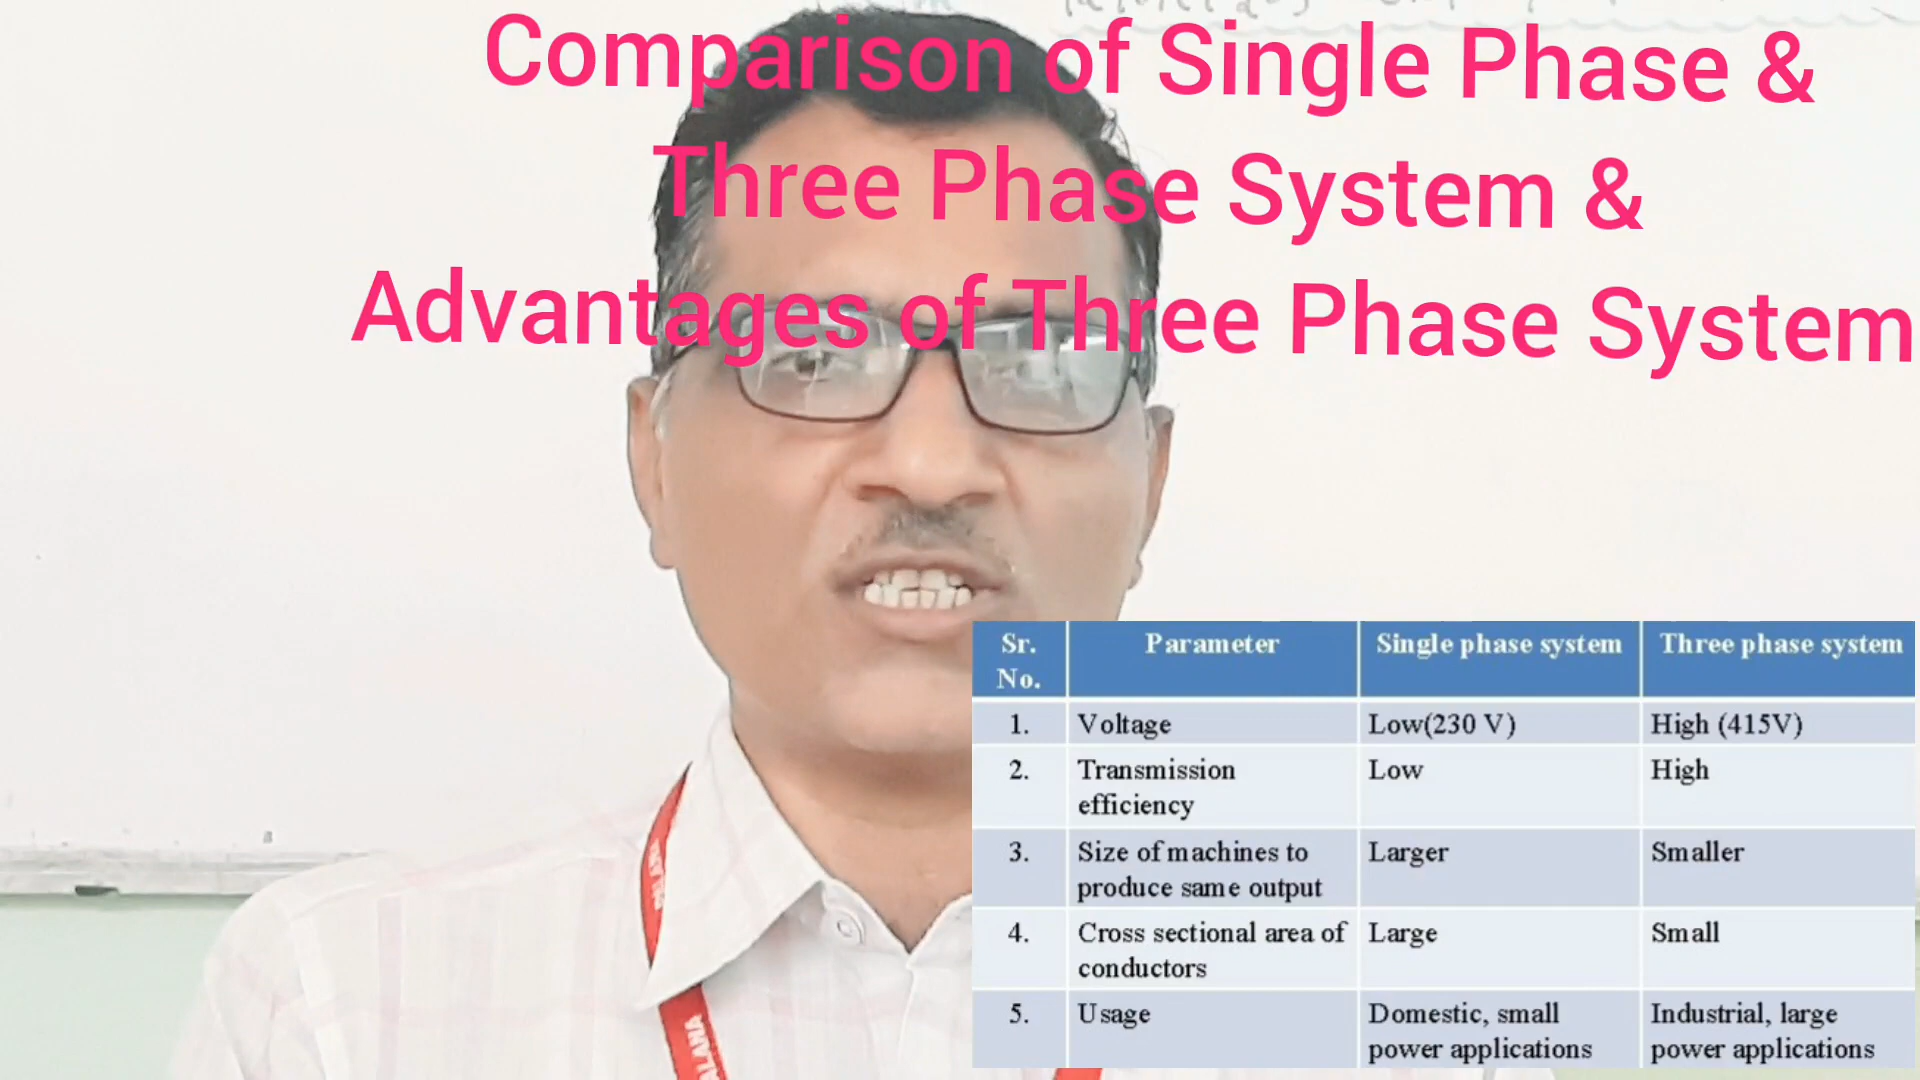 Comparison of Single Phase &
Three Phase System &
Advantages of Three Phase System
Sr. No. Parameter Single phase system Three phase system
1. Voltage Low(230 V) High (415V)
2. Transmission efficiency Low High
3. Size of machines to produce same output Larger Smaller
4. Cross sectional area of conductors Large Small
5. Usage Domestic, small power applications Industrial, large power applications